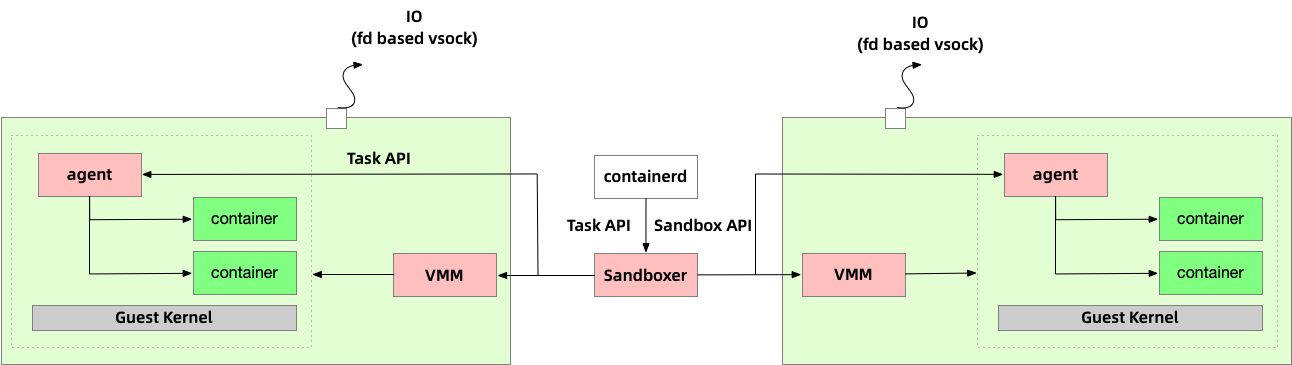 IO
(fd based vsock)
IO
(fd based vsock)
Task API
agent
container
container
VMM
Guest Kernel
containerd
Task API
Sandbox API
Sandboxer
agent
container
container
VMM
Guest Kernel